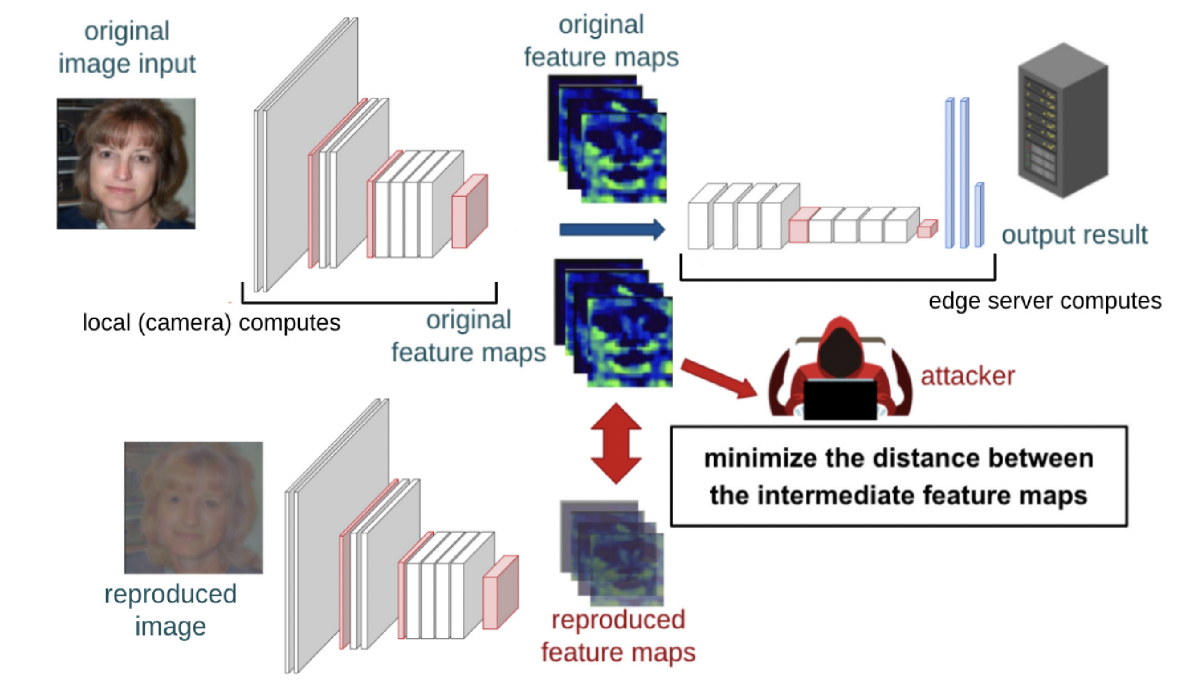 original
image input
original
feature maps
output result
edge server computes
local (camera) computes
original
feature maps
attacker
minimize the distance between
the intermediate feature maps
reproduced
image
reproduced
feature maps